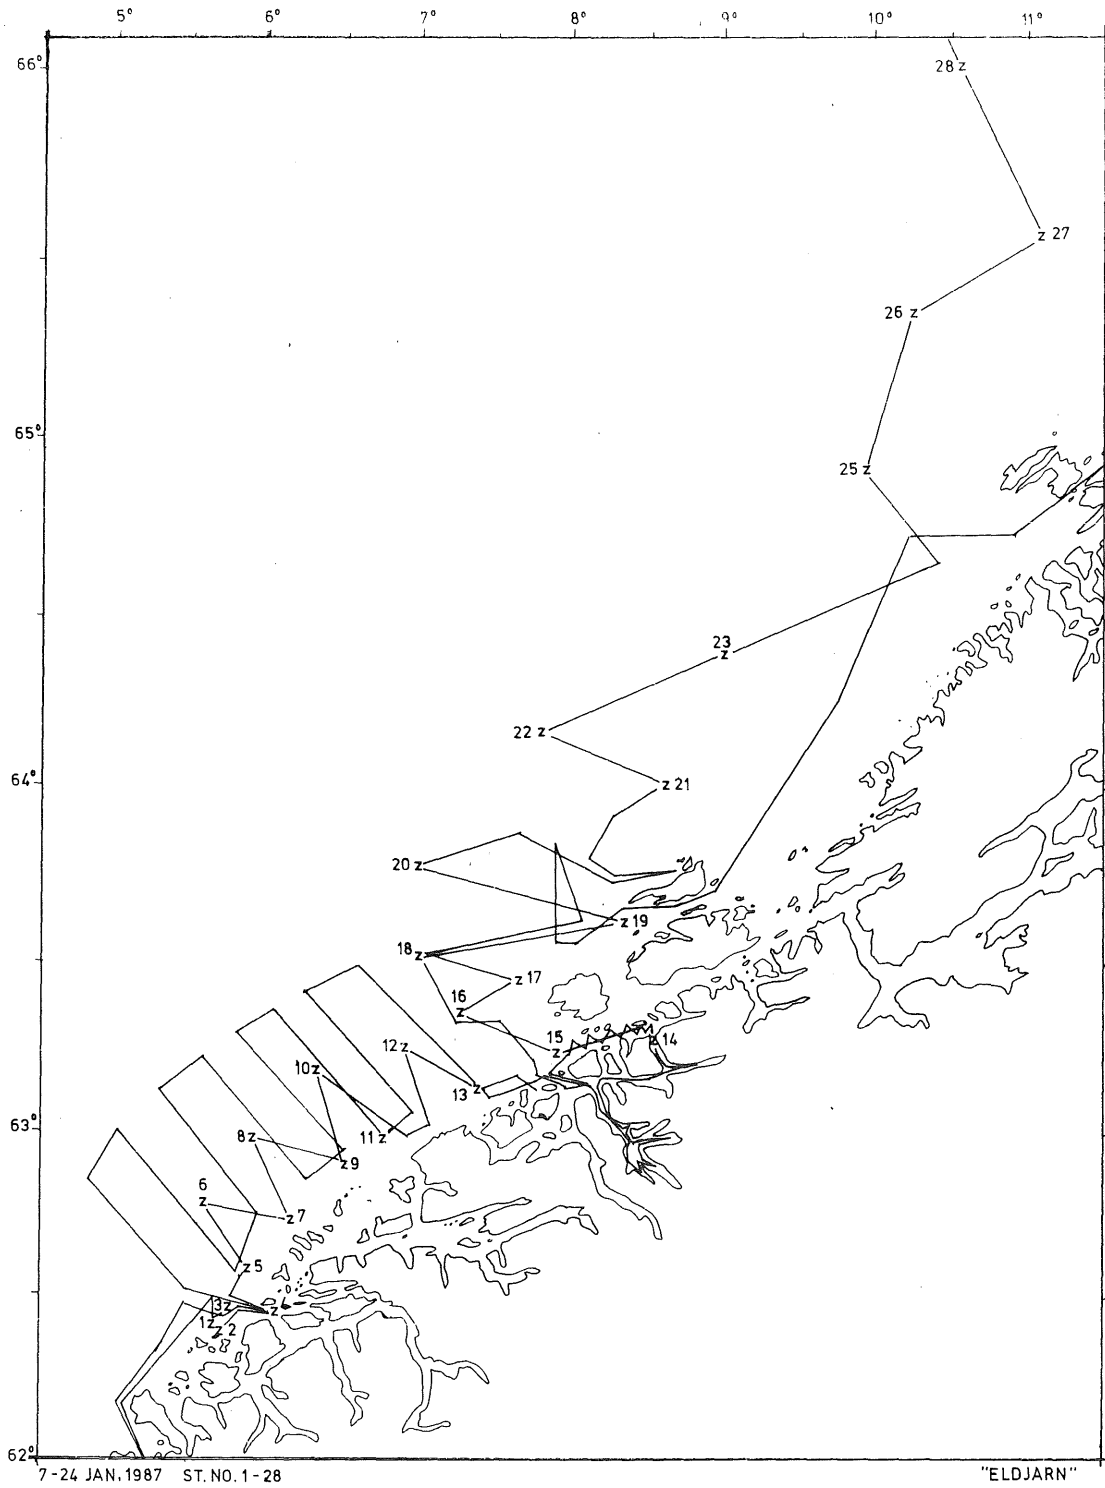 5° 6° 7° 8° 9° 10° 11°
66°
28 z
z 27
26 z
65°
25 z
23
z
22 z
64°
z 21
20 z
z 19
18 z
z 17
16
z
15 z
z 14
12 z
z
13
10 z
63°
11 z
8 z
z 9
6
z
z 7
z 5
3 z
4
z
1 z
z 2
62°
7-24 JAN. 1987 ST. NO. 1-28
"ELDJARN"